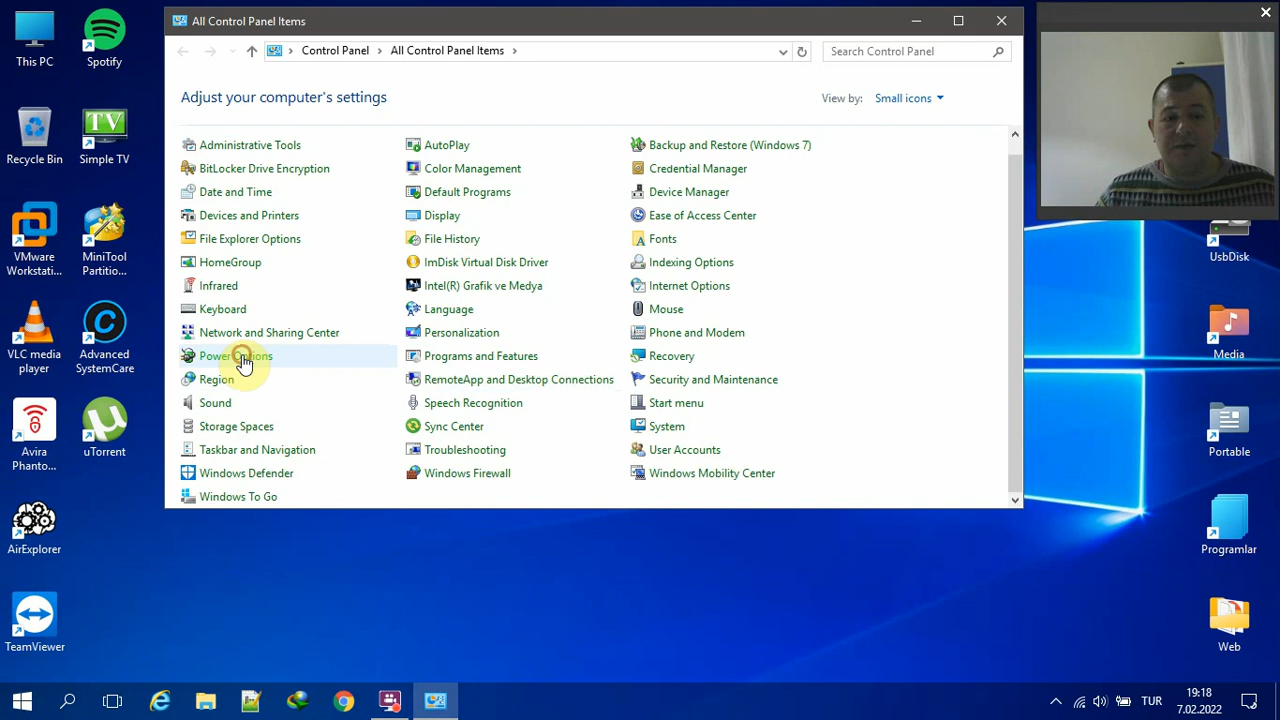 All Control Panel Items
Control Panel
All Control Panel Items
Search Control Panel
Adjust your computer's settings
View by:
Small icons
Administrative Tools
AutoPlay
Backup and Restore (Windows 7)
BitLocker Drive Encryption
Color Management
Credential Manager
Date and Time
Default Programs
Device Manager
Devices and Printers
Display
Ease of Access Center
File Explorer Options
File History
Fonts
HomeGroup
ImDisk Virtual Disk Driver
Indexing Options
Infrared
Intel(R) Grafik ve Medya
Internet Options
Keyboard
Language
Mouse
Network and Sharing Center
Personalization
Phone and Modem
Power Options
Programs and Features
Recovery
Region
RemoteApp and Desktop Connections
Security and Maintenance
Sound
Speech Recognition
Start menu
Storage Spaces
Sync Center
System
Taskbar and Navigation
Troubleshooting
User Accounts
Windows Defender
Windows Firewall
Windows Mobility Center
Windows To Go
This PC
Spotify
Recycle Bin
TV
Simple TV
VMware
Workstati...
MiniTool
Partitio...
VLC media
player
Advanced
SystemCare
Avira
Phanto...
uTorrent
AirExplorer
TeamViewer
UsbDisk
Media
Portable
Programlar
Web
TUR
19:18
7.02.2022